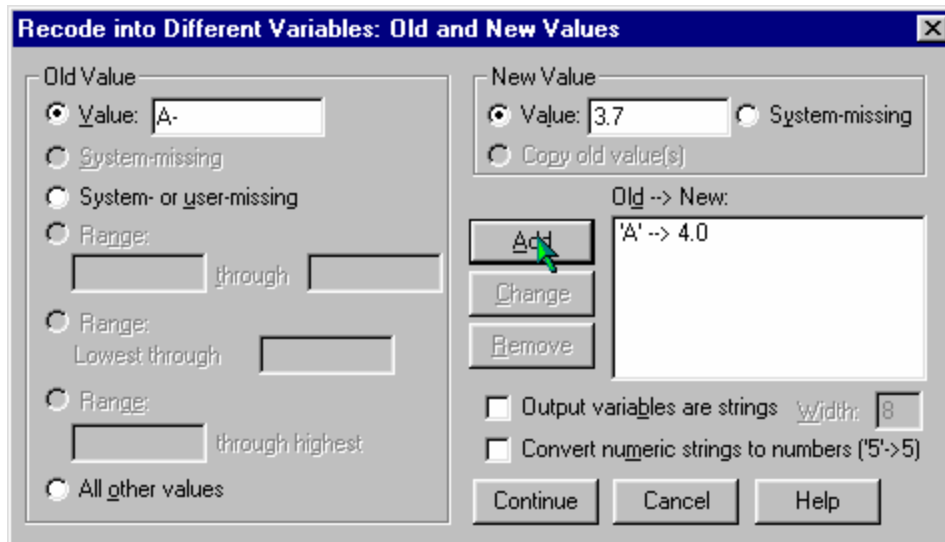 Recode into Different Variables: Old and New Values
Old Value
Value: A-
System-missing
System- or user-missing
Range:
through
Range:
Lowest through
Range:
through highest
All other values
New Value
Value: 3.7 System-missing
Copy old value(s)
Old --> New:
Add
Change
Remove
'A' --> 4.0
Output variables are strings Width: 8
Convert numeric strings to numbers ('5'->5)
Continue Cancel Help